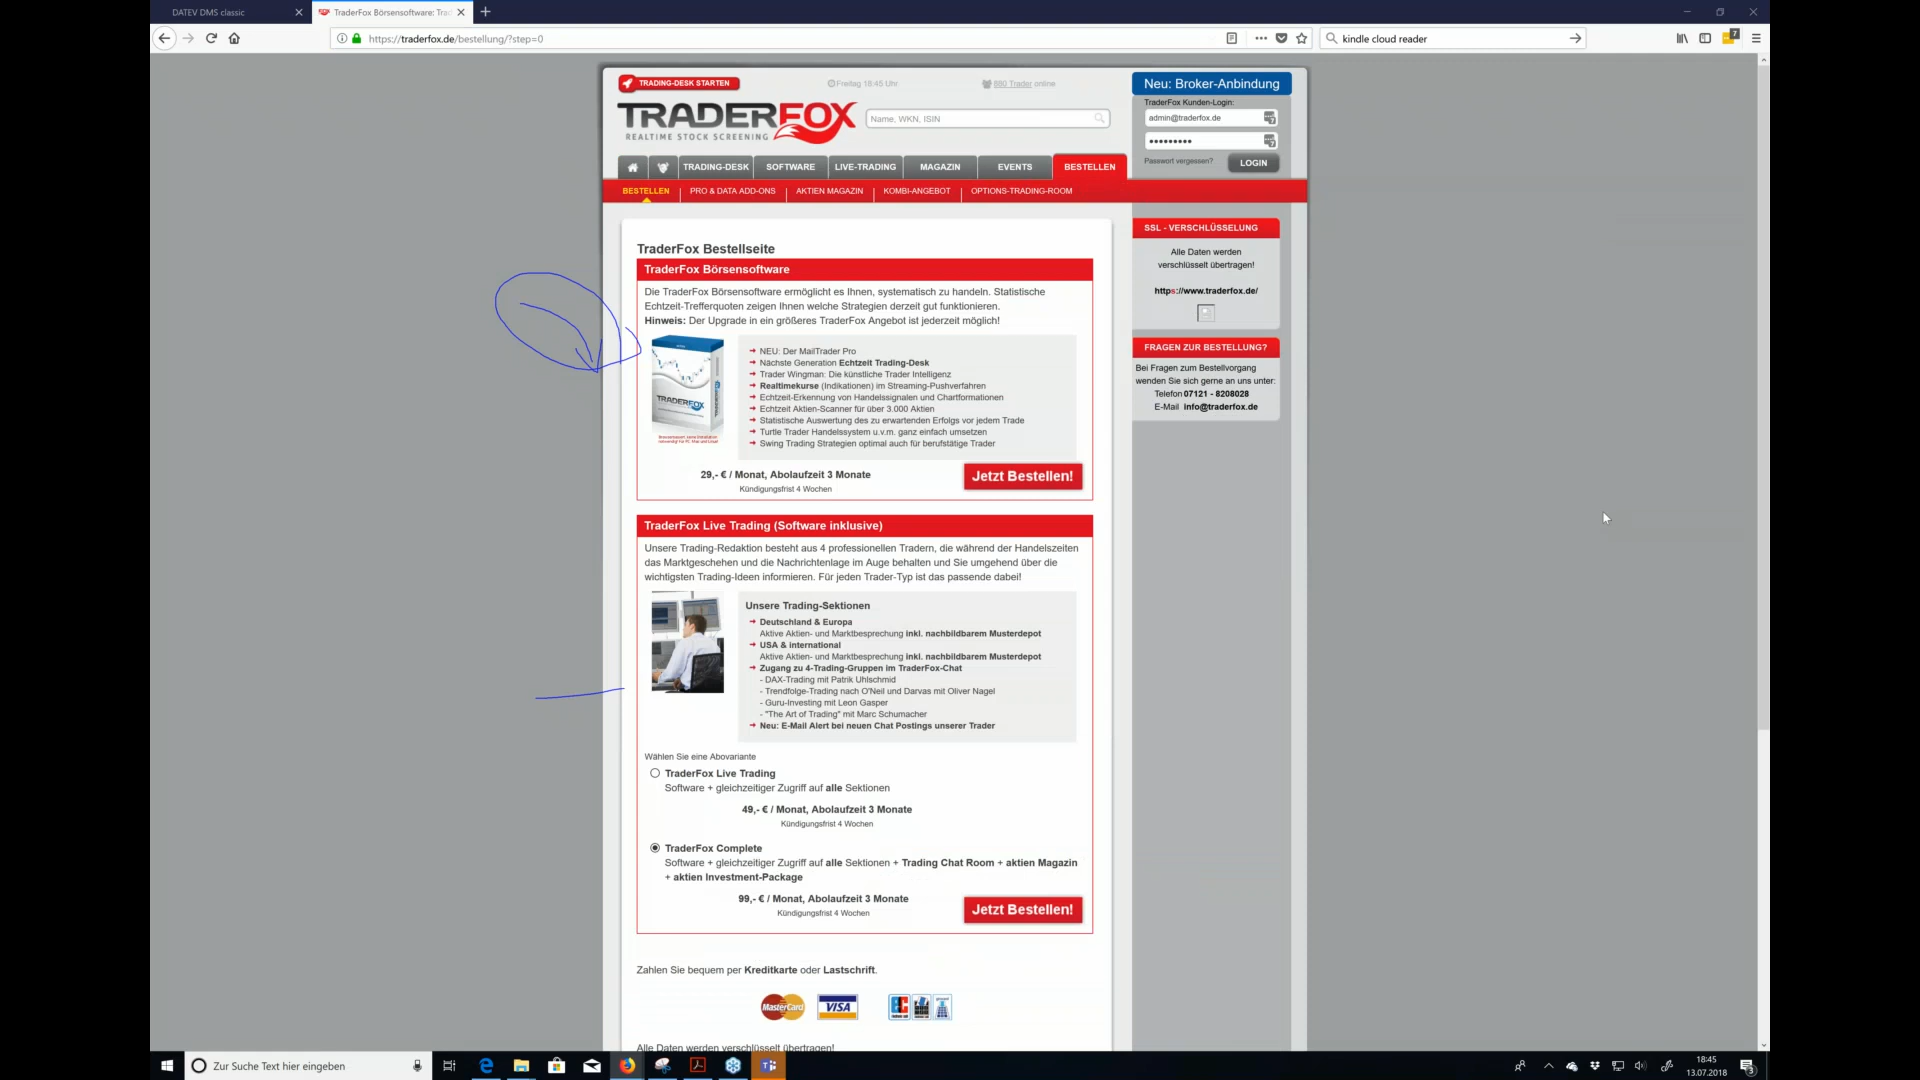 DATEV DMS classic
TraderFox Börsensoftware: Trad
https://traderfox.de/bestellung/?step=0
kindle cloud reader
7
TRADING-DESK STARTEN
Freitag 18:45 Uhr
880 Trader online
Neu: Broker-Anbindung
TraderFox Kunden-Login:
admin@traderfox.de
Passwort vergessen?
LOGIN
TRADERFOX
REALTIME STOCK SCREENING
Name, WKN, ISIN
TRADING-DESK
SOFTWARE
LIVE-TRADING
MAGAZIN
EVENTS
BESTELLEN
BESTELLEN
PRO & DATA ADD-ONS
AKTIEN MAGAZIN
KOMBI-ANGEBOT
OPTIONS-TRADING-ROOM
TraderFox Bestellseite
TraderFox Börsensoftware
Die TraderFox Börsensoftware ermöglicht es Ihnen, systematisch zu handeln. Statistische
Echtzeit-Trefferquoten zeigen Ihnen welche Strategien derzeit gut funktionieren.
Hinweis: Der Upgrade in ein größeres TraderFox Angebot ist jederzeit möglich!
TRADERFOX
NEU: Der MailTrader Pro
Nächste Generation Echtzeit Trading-Desk
Trader Wingman: Die künstliche Trader Intelligenz
Realtimekurse (Indikationen) im Streaming-Pushverfahren
Echtzeit-Erkennung von Handelssignalen und Chartformationen
Echtzeit Aktien-Scanner für über 3.000 Aktien
Statistische Auswertung des zu erwartenden Erfolgs vor jedem Trade
Turtle Trader Handelssystem u.v.m. ganz einfach umsetzen
Swing Trading Strategien optimal auch für berufstätige Trader
29,- € / Monat, Abolaufzeit 3 Monate
Kündigungsfrist 4 Wochen
Jetzt Bestellen!
TraderFox Live Trading (Software inklusive)
Unsere Trading-Redaktion besteht aus 4 professionellen Tradern, die während der Handelszeiten
das Marktgeschehen und die Nachrichtenlage im Auge behalten und Sie umgehend über die
wichtigsten Trading-Ideen informieren. Für jeden Trader-Typ ist das passende dabei!
Unsere Trading-Sektionen
Deutschland & Europa
Aktive Aktien- und Marktbesprechung inkl. nachbildbarem Musterdepot
USA & international
Aktive Aktien- und Marktbesprechung inkl. nachbildbarem Musterdepot
Zugang zu 4-Trading-Gruppen im TraderFox-Chat
- DAX-Trading mit Patrik Uhlschmid
- Trendfolge-Trading nach O'Neil und Darvas mit Oliver Nagel
- Guru-Investing mit Leon Gasper
- "The Art of Trading" mit Marc Schumacher
Neu: E-Mail Alert bei neuen Chat Postings unserer Trader
Wählen Sie eine Abovariante
TraderFox Live Trading
Software + gleichzeitiger Zugriff auf alle Sektionen
49,- € / Monat, Abolaufzeit 3 Monate
Kündigungsfrist 4 Wochen
TraderFox Complete
Software + gleichzeitiger Zugriff auf alle Sektionen + Trading Chat Room + aktien Magazin
+ aktien Investment-Package
99,- € / Monat, Abolaufzeit 3 Monate
Kündigungsfrist 4 Wochen
Jetzt Bestellen!
Zahlen Sie bequem per Kreditkarte oder Lastschrift.
MasterCard
VISA
EC
Alle Daten werden verschlüsselt übertragen!
SSL - VERSCHLÜSSELUNG
Alle Daten werden
verschlüsselt übertragen!
https://www.traderfox.de/
FRAGEN ZUR BESTELLUNG?
Bei Fragen zum Bestellvorgang
wenden Sie sich gerne an uns unter:
Telefon 07121 - 8208028
E-Mail info@traderfox.de
Zur Suche Text hier eingeben
18:45
13.07.2018
3